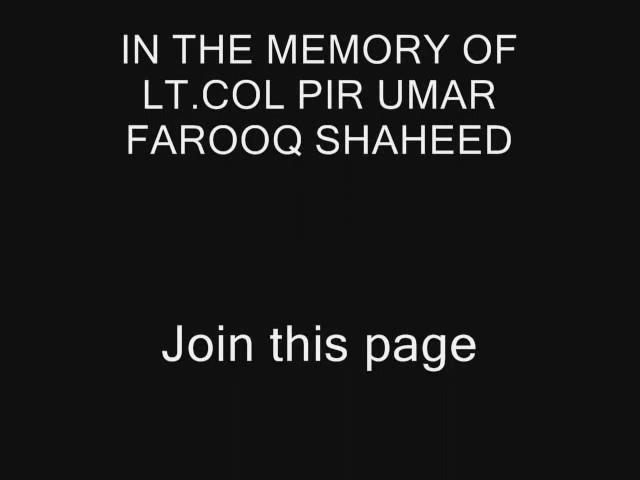 IN THE MEMORY OF
LT.COL PIR UMAR
FAROOQ SHAHEED
Join this page